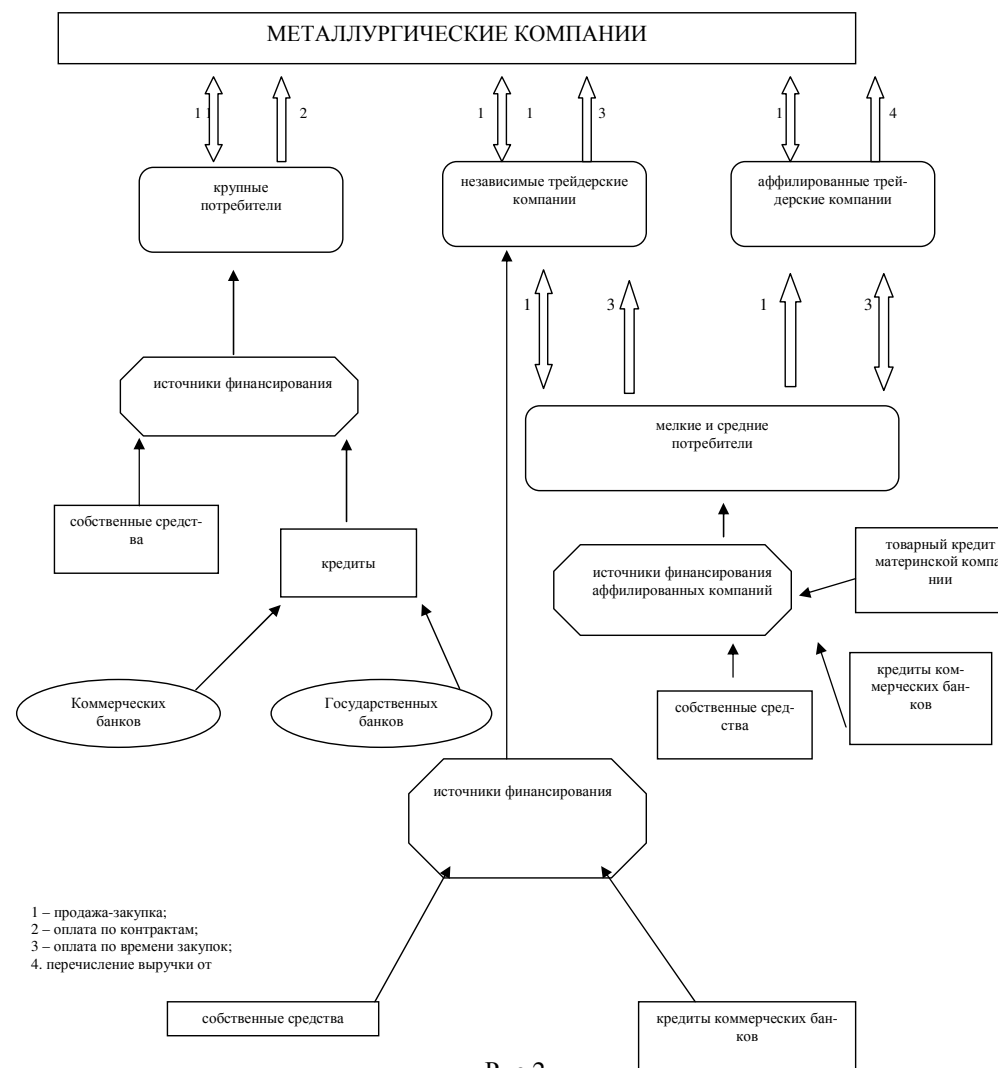 МЕТАЛЛУРГИЧЕСКИЕ КОМПАНИИ
1 1 2 1 1 3 1 4
крупные
потребители
независимые трейдерские
компании
аффилированные трей-
дерские компании
1 3 1 3
источники финансирования
мелкие и средние
потребители
собственные средст-
ва
кредиты
источники финансирования
аффилированных компаний
товарный кредит
материнской компа
нии
Коммерческих
банков
Государственных
банков
собственные сред-
ства
кредиты ком-
мерческих бан-
ков
источники финансирования
1 – продажа-закупка;
2 – оплата по контрактам;
3 – оплата по времени закупок;
4. перечисление выручки от
собственные средства
кредиты коммерческих бан-
ков